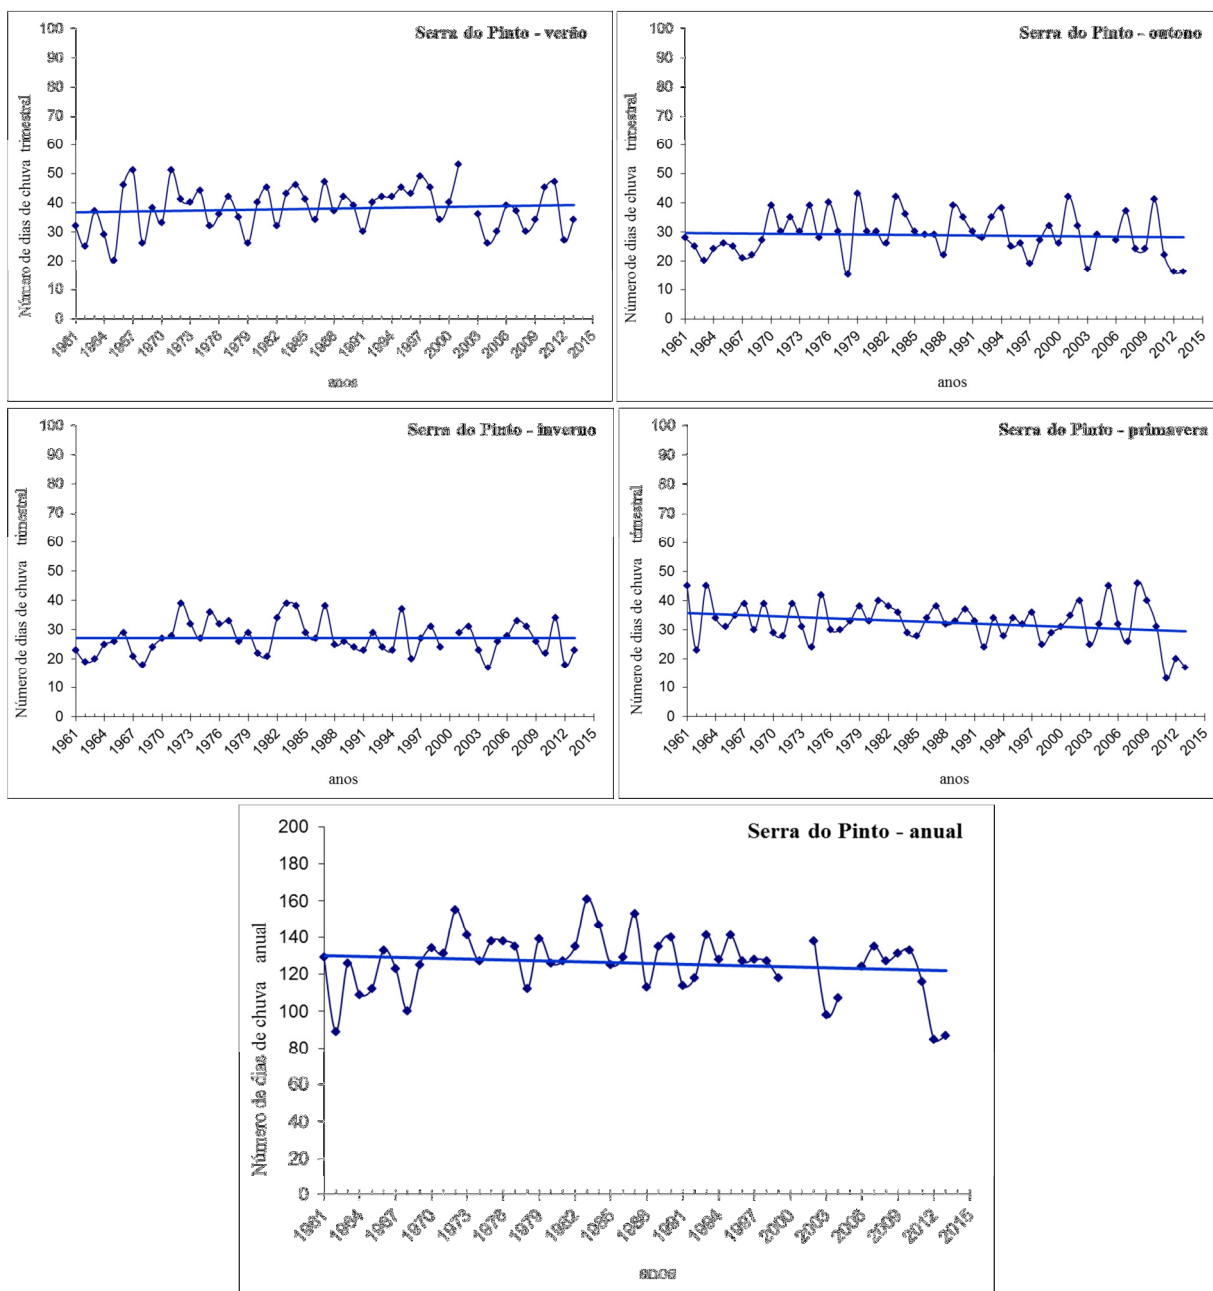 Serra do Pinto - verão
Número de dias de chuva trimestral
100
90
80
70
60
50
40
30
20
10
0
1961 1964 1967 1970 1973 1976 1979 1982 1985 1988 1991 1994 1997 2000 2003 2006 2009 2012 2015
anos
Serra do Pinto - outono
Número de dias de chuva trimestral
100
90
80
70
60
50
40
30
20
10
0
1961 1964 1967 1970 1973 1976 1979 1982 1985 1988 1991 1994 1997 2000 2003 2006 2009 2012 2015
anos
Serra do Pinto - inverno
Número de dias de chuva trimestral
100
90
80
70
60
50
40
30
20
10
0
1961 1964 1967 1970 1973 1976 1979 1982 1985 1988 1991 1994 1997 2000 2003 2006 2009 2012 2015
anos
Serra do Pinto - primavera
Número de dias de chuva trimestral
100
90
80
70
60
50
40
30
20
10
0
1961 1964 1967 1970 1973 1976 1979 1982 1985 1988 1991 1994 1997 2000 2003 2006 2009 2012 2015
anos
Serra do Pinto - anual
Número de dias de chuva anual
200
180
160
140
120
100
80
60
40
20
0
1961 1964 1967 1970 1973 1976 1979 1982 1985 1988 1991 1994 1997 2000 2003 2006 2009 2012 2015
anos